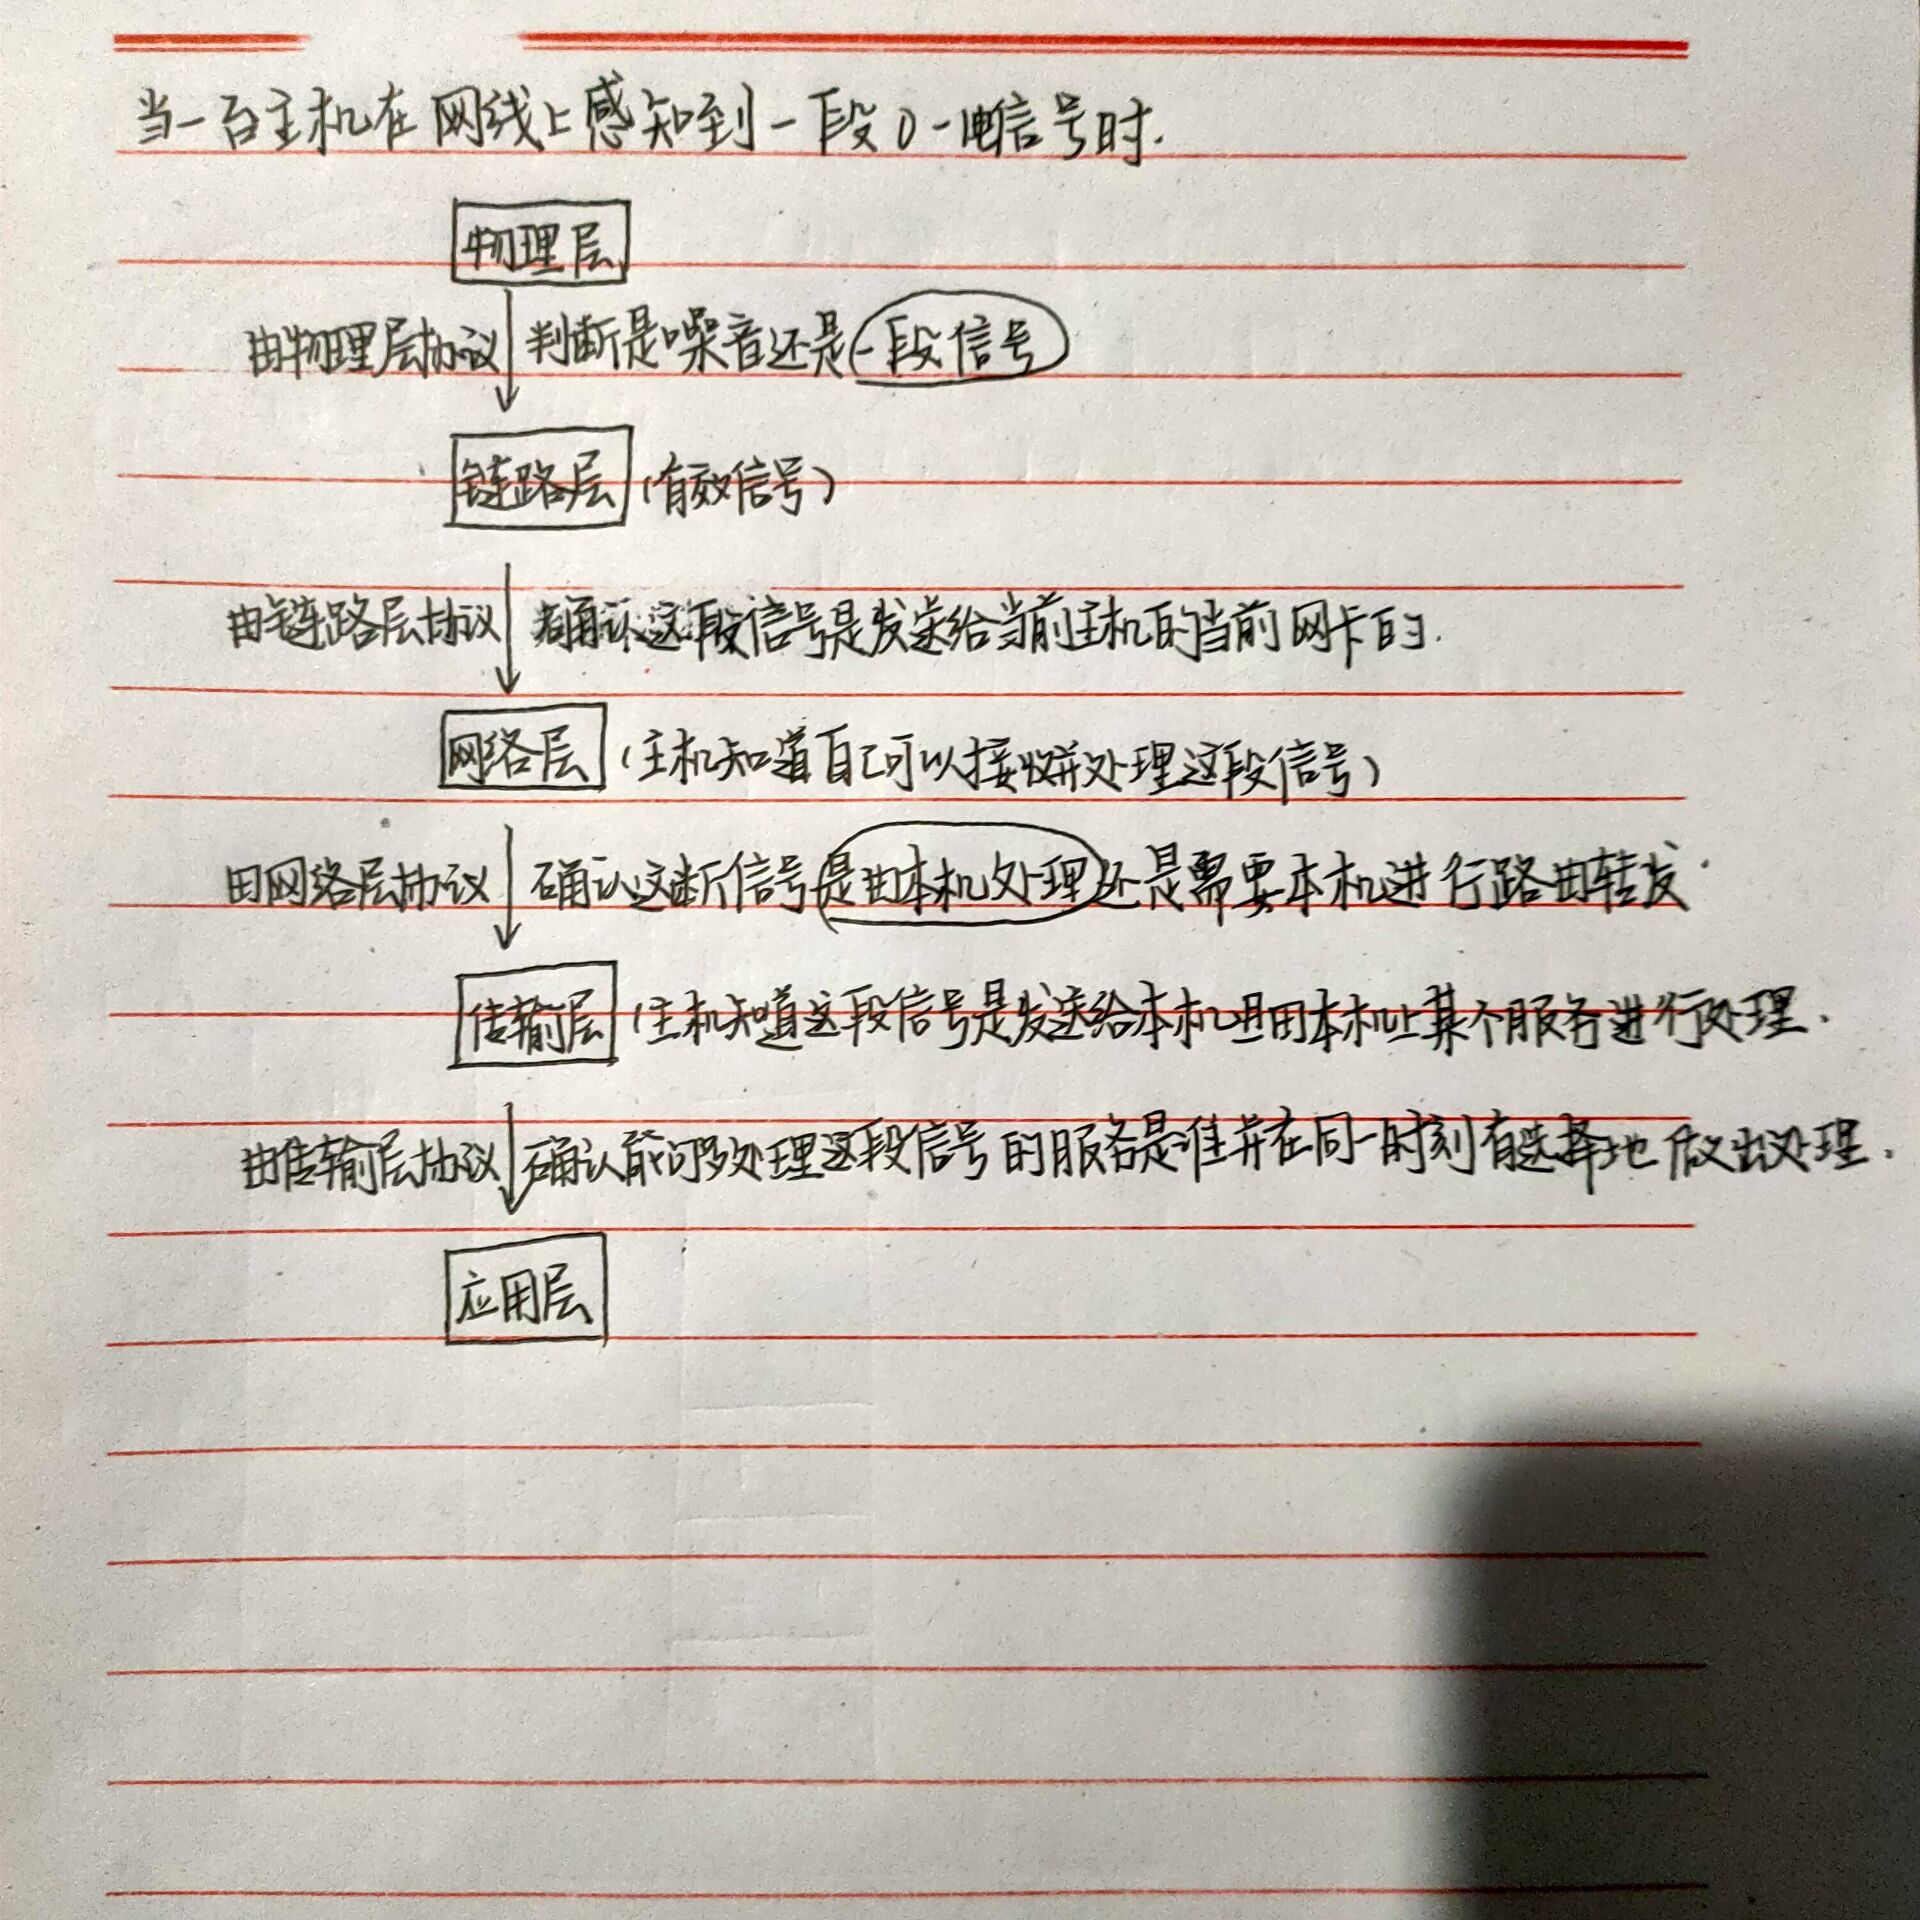 当一台主机在网线上感知到一段0-1电信号时.
物理层
由物理层协议 判断是噪音还是一段信号
链路层 (有效信号)
由链路层协议 确认这段信号是发送给当前主机的当前网卡的.
网络层 (主机知道自己可以接收并处理这段信号)
由网络层协议 确认这断信号是由本机处理还是需要本机进行路由转发.
传输层 (主机知道这段信号是发送给本机且由本机上某个服务进行处理.
由传输层协议 确认能够处理这段信号的服务是谁并在同一时刻有选择地做出处理.
应用层